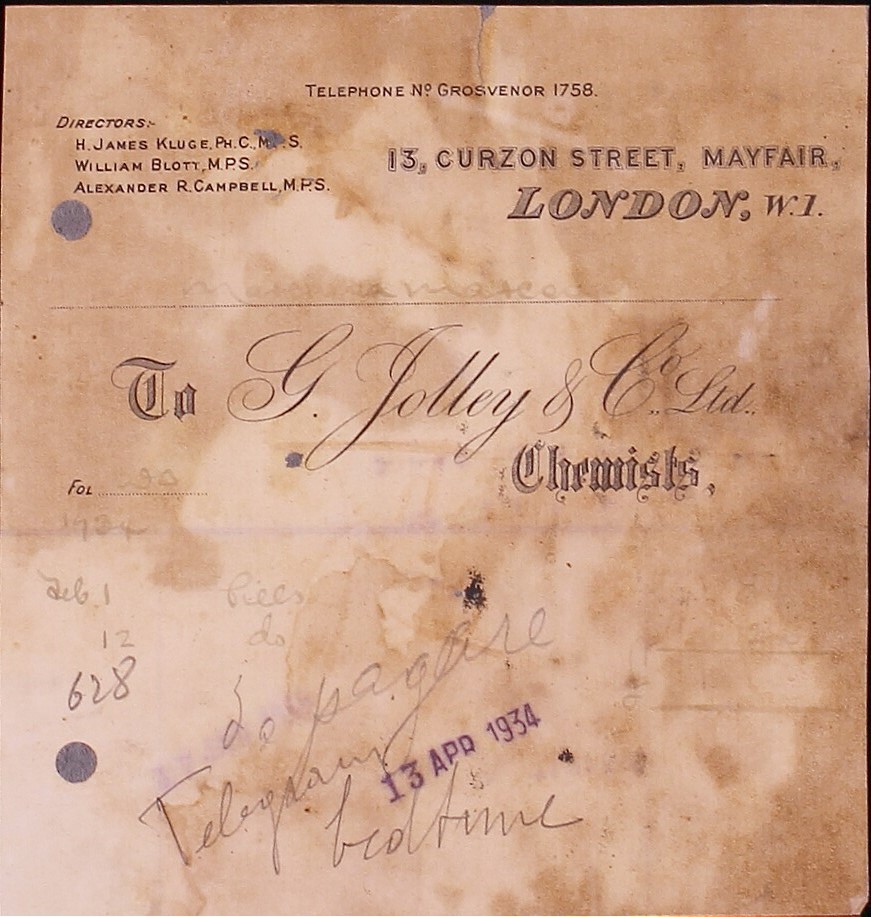 TELEPHONE Nº GROSVENOR 1758.
DIRECTORS:-
H. JAMES KLUGE, PH.C., M.P.S.
WILLIAM BLOTT, M.P.S.
ALEXANDER R. CAMPBELL, M.P.S.
13, CURZON STREET, MAYFAIR,
LONDON, W.1.
To G. Jolley & Co., Ltd.,
Chemists,
FOL
1934
Feb 1 Pills
12 do
628
pagare
13 APR 1934
Telegram
bedtime